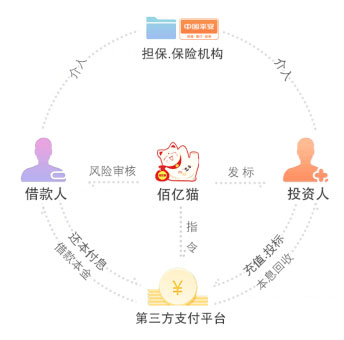 中国平安
担保.保险机构
介入
介入
借款人
风险审核
佰亿猫
发标
投资人
指令
还本付息
借款本金
充值.投标
本息回收
第三方支付平台